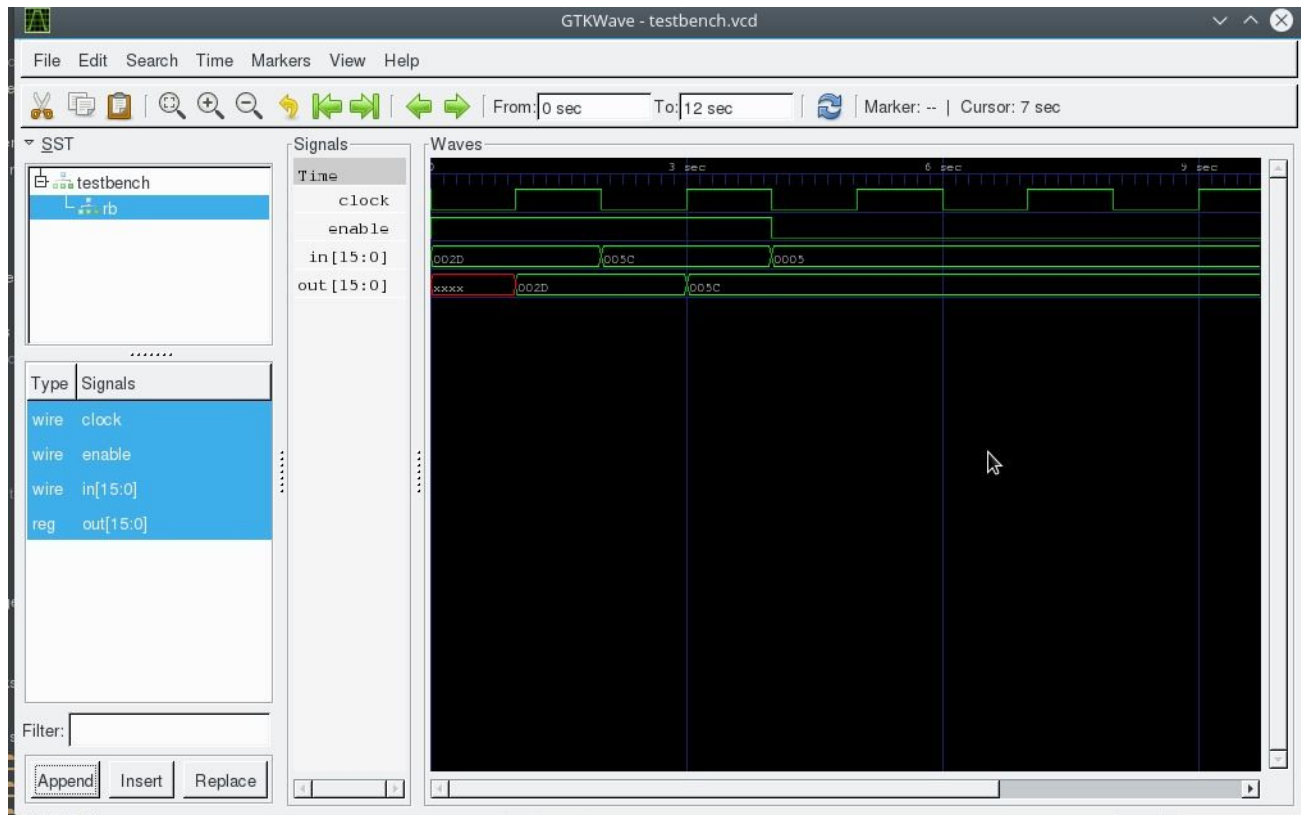 GTKWave - testbench.vcd
File Edit Search Time Markers View Help
From: 0 sec To: 12 sec Marker: -- | Cursor: 7 sec
SST
testbench
rb
Type Signals
wire clock
wire enable
wire in[15:0]
reg out[15:0]
Filter:
Append Insert Replace
Signals
Time
clock
enable
in[15:0]
out[15:0]
Waves
0 3 sec 6 sec 9 sec
002D 005C 0005
xxxx 002D 005C